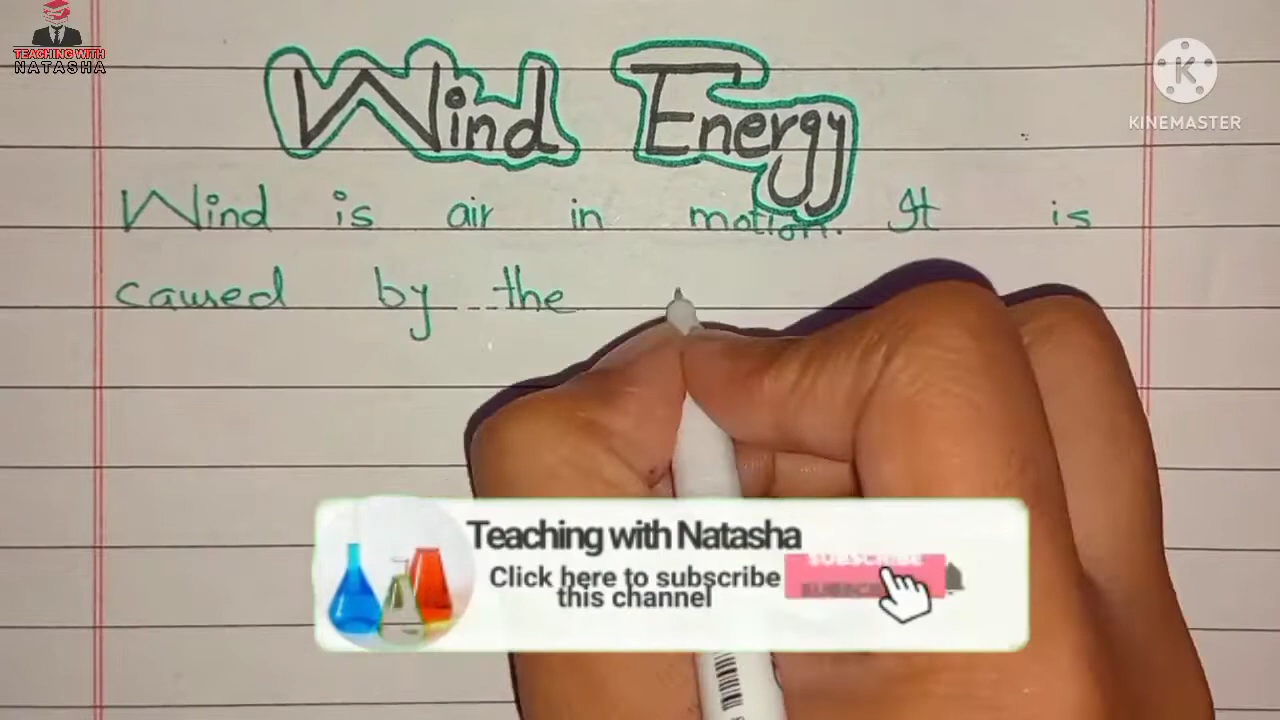 TEACHING WITH
NATASHA
Wind Energy
KINEMASTER
Wind is air in motion. It is
caused by the
Teaching with Natasha
Click here to subscribe
this channel
SUBSCRIBE